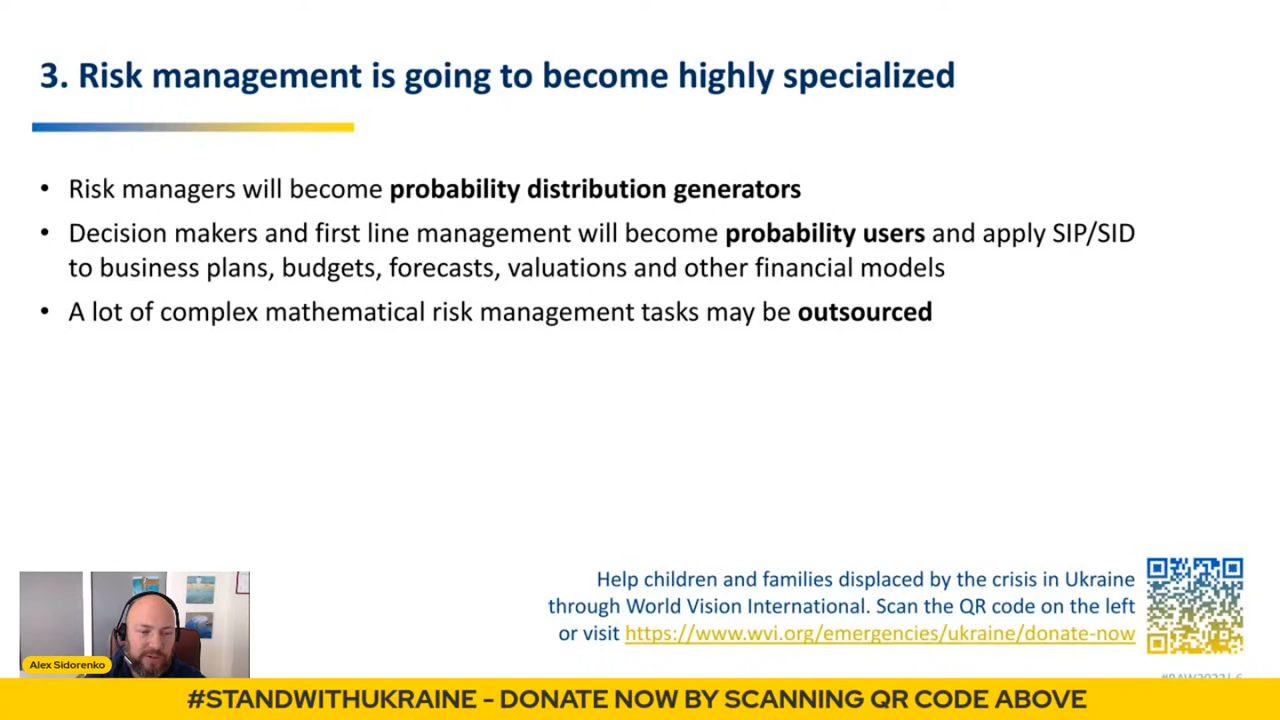 3. Risk management is going to become highly specialized
• Risk managers will become probability distribution generators
• Decision makers and first line management will become probability users and apply SIP/SID
to business plans, budgets, forecasts, valuations and other financial models
• A lot of complex mathematical risk management tasks may be outsourced
Help children and families displaced by the crisis in Ukraine
through World Vision International. Scan the QR code on the left
or visit https://www.wvi.org/emergencies/ukraine/donate-now
Alex Sidorenko
#STANDWITHUKRAINE - DONATE NOW BY SCANNING QR CODE ABOVE